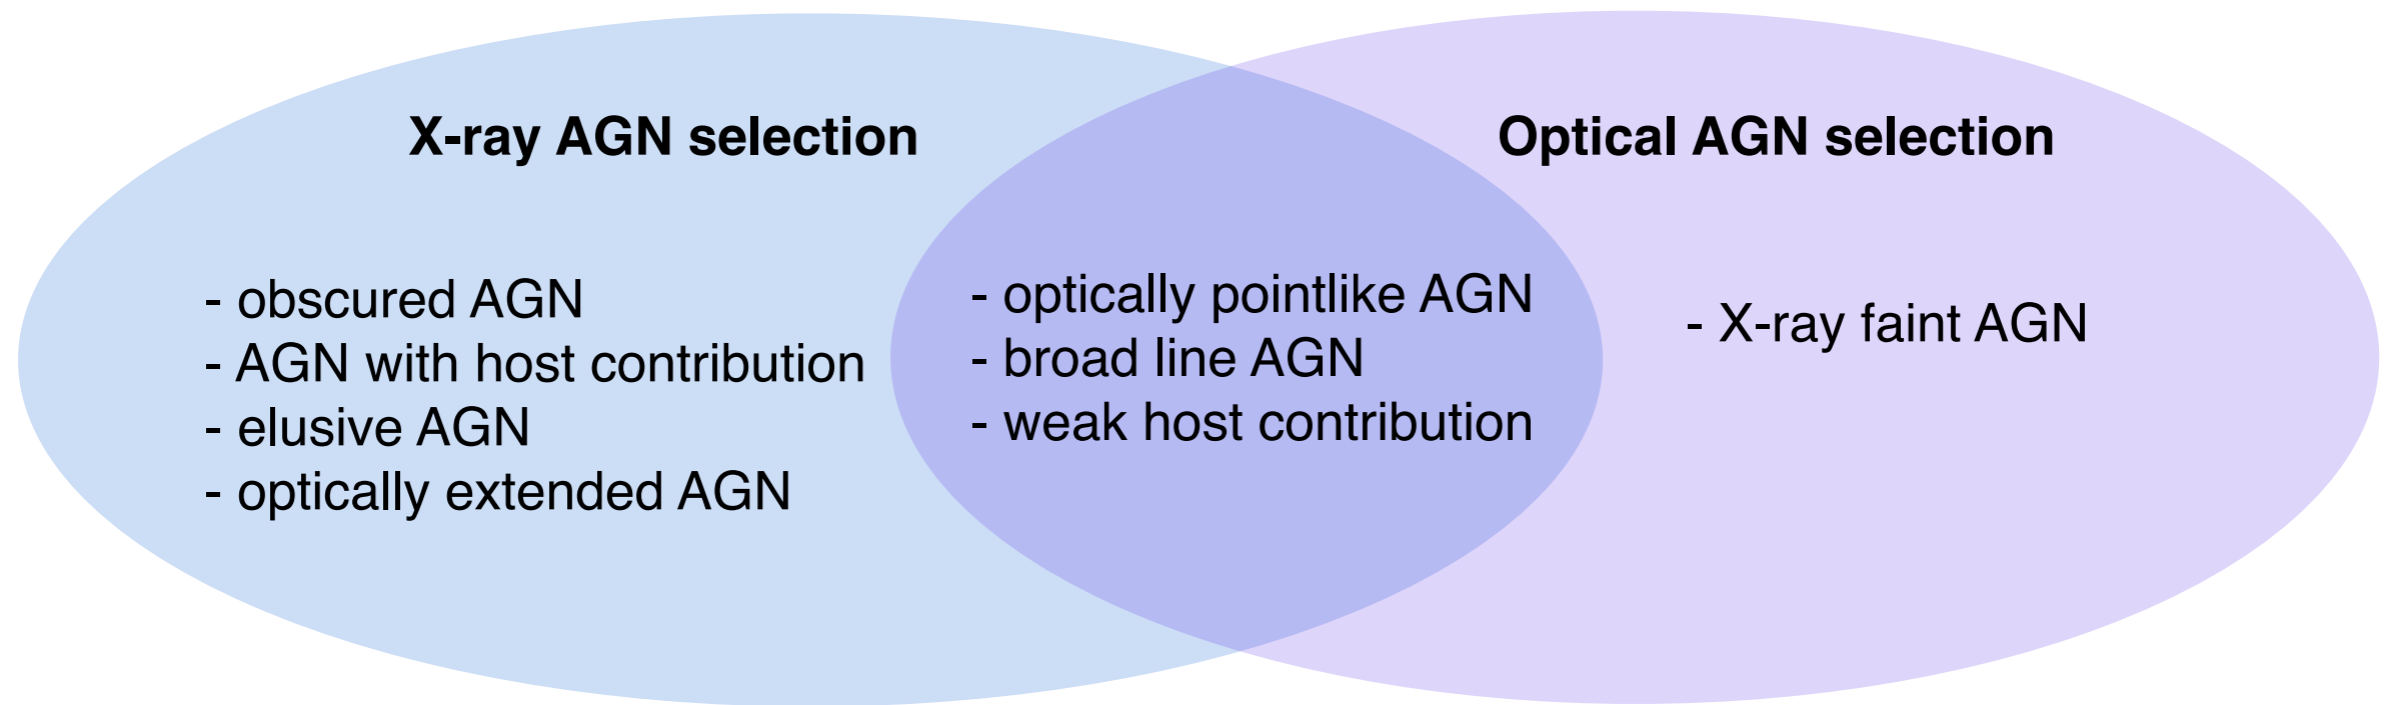 X-ray AGN selection
- obscured AGN
- AGN with host contribution
- elusive AGN
- optically extended AGN
- optically pointlike AGN
- broad line AGN
- weak host contribution
Optical AGN selection
- X-ray faint AGN